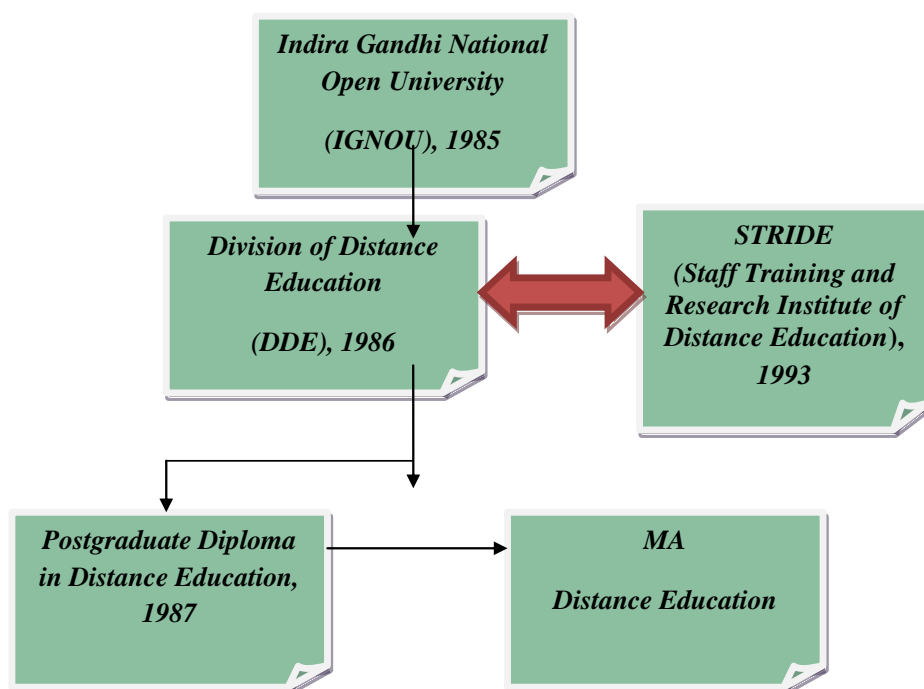 Indira Gandhi National
Open University
(IGNOU), 1985
Division of Distance
Education
(DDE), 1986
STRIDE
(Staff Training and
Research Institute of
Distance Education),
1993
Postgraduate Diploma
in Distance Education,
1987
MA
Distance Education